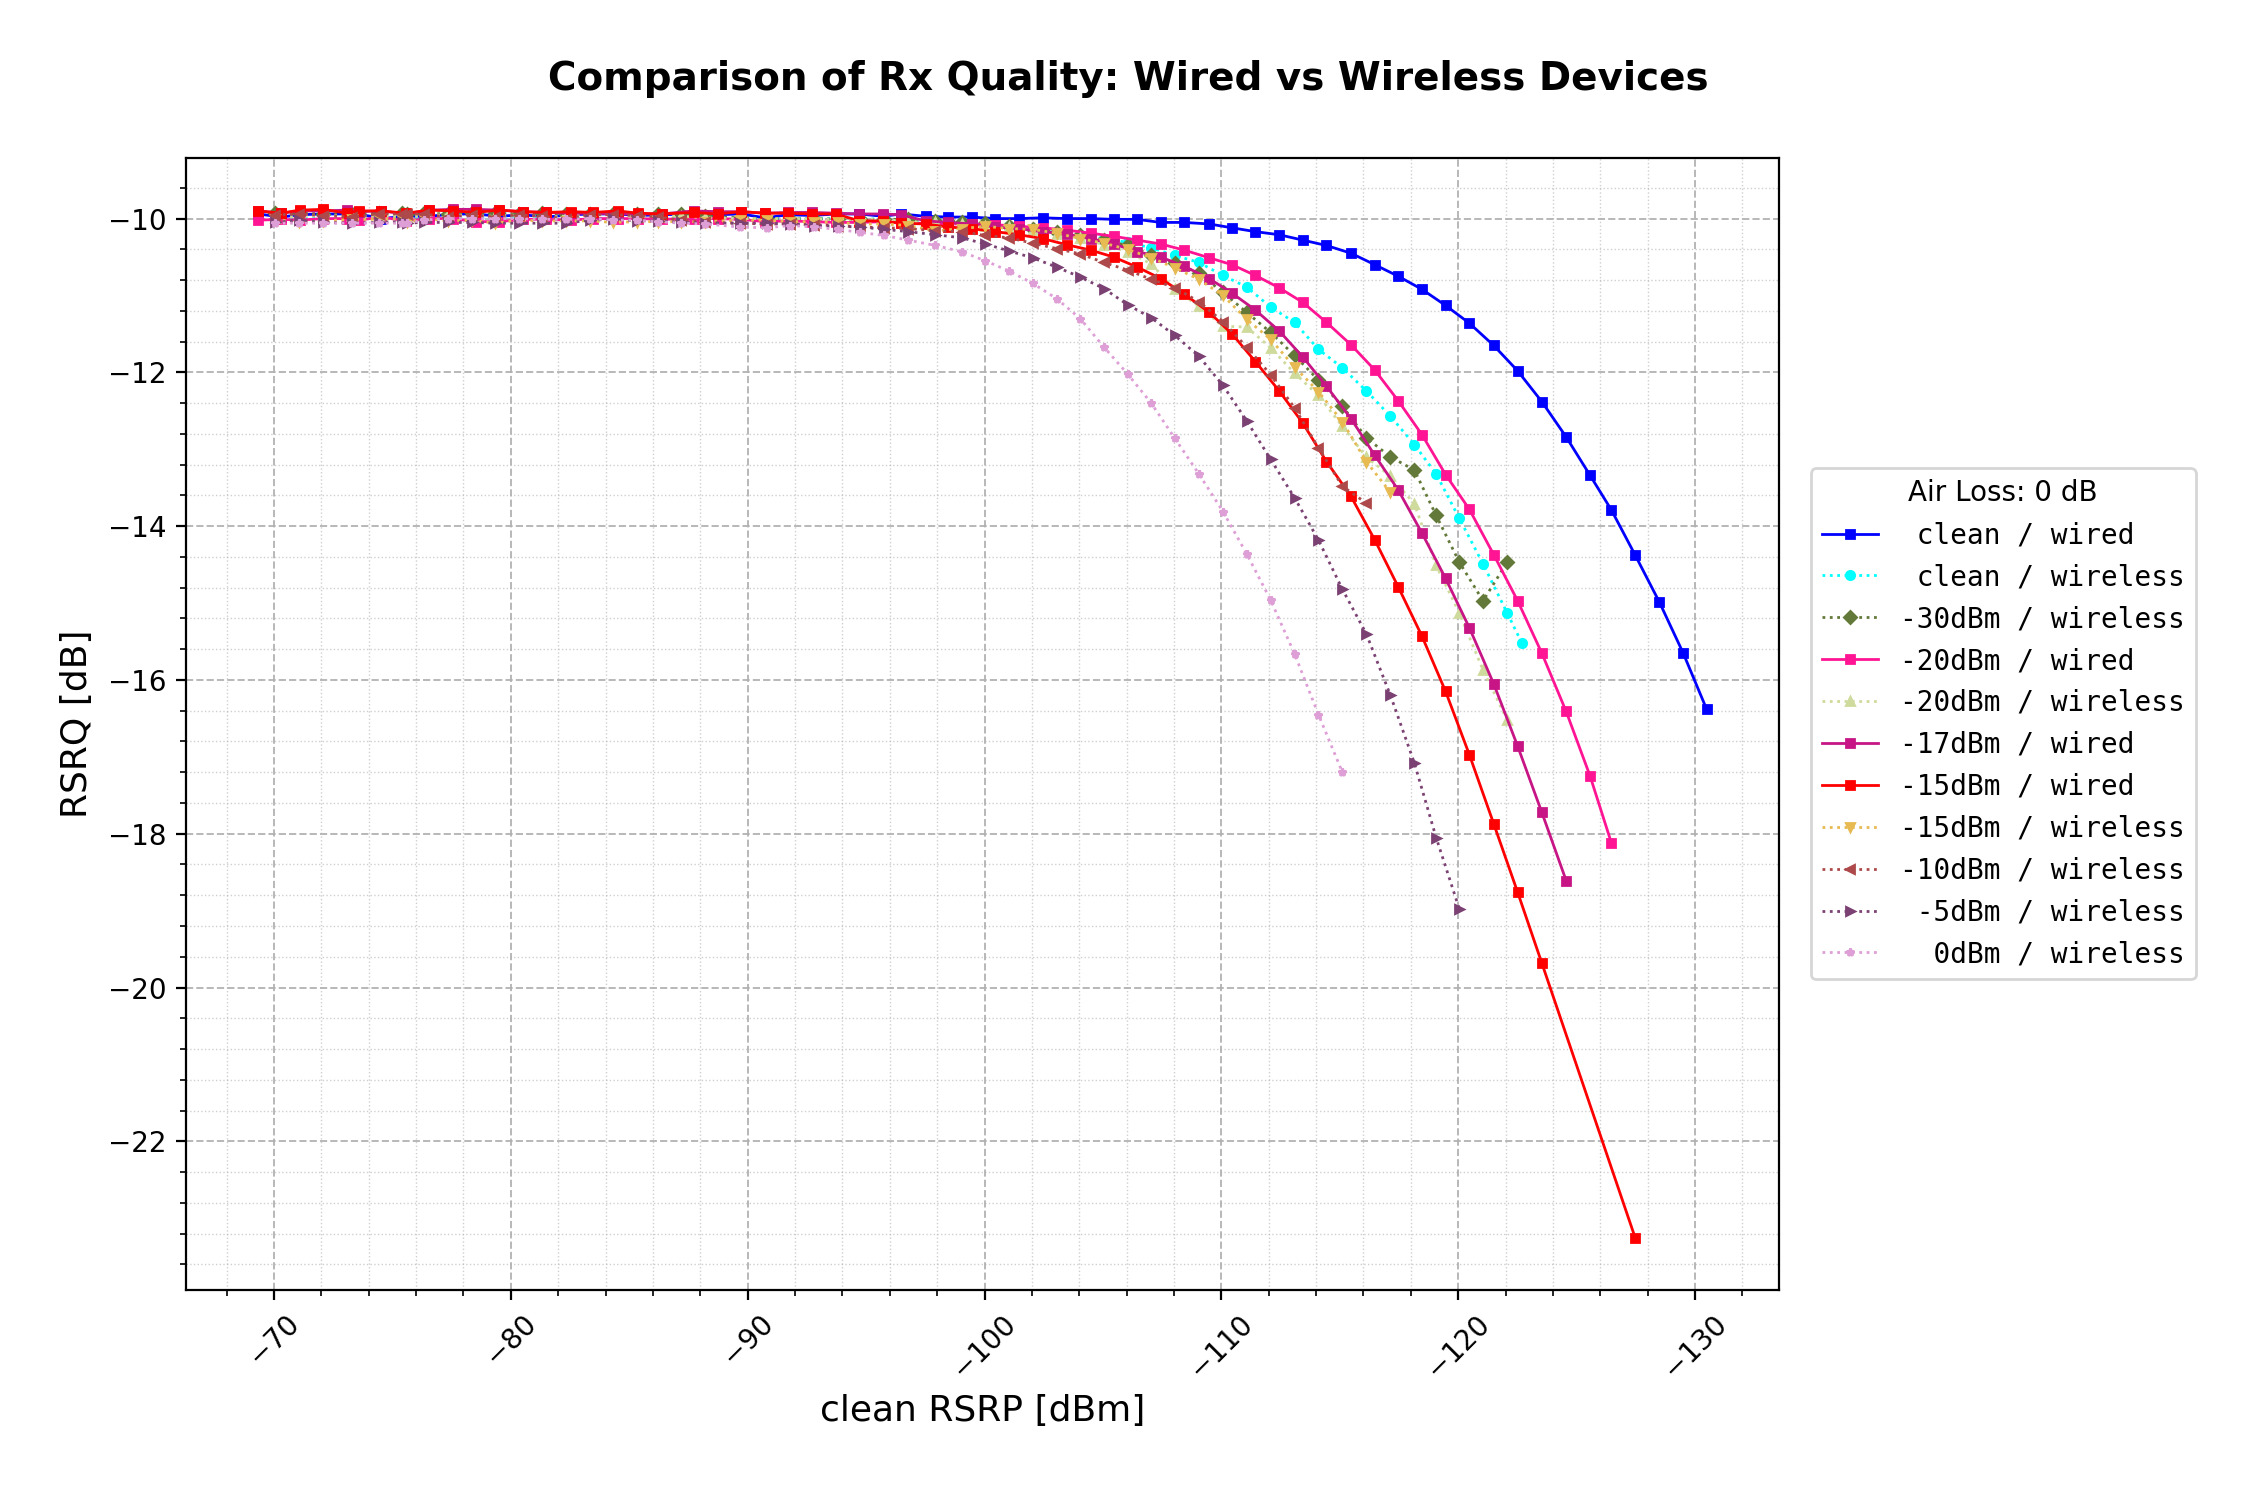 Comparison of Rx Quality: Wired vs Wireless Devices
−10
−12
−14
−16
−18
−20
−22
RSRQ [dB]
−70
−80
−90
−100
−110
−120
−130
clean RSRP [dBm]
Air Loss: 0 dB
clean / wired
clean / wireless
-30dBm / wireless
-20dBm / wired
-20dBm / wireless
-17dBm / wired
-15dBm / wired
-15dBm / wireless
-10dBm / wireless
-5dBm / wireless
0dBm / wireless